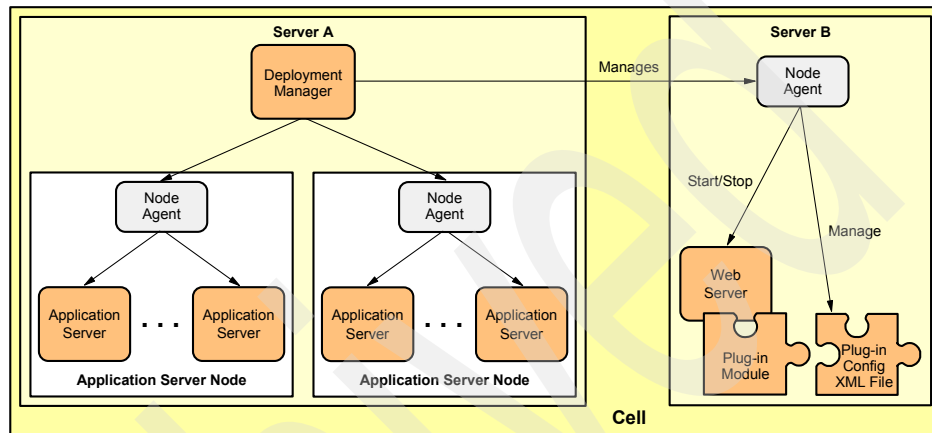 Server A
Deployment
Manager
Manages
Server B
Node
Agent
Node
Agent
Node
Agent
Start/Stop
Manage
Application
Server
. . .
Application
Server
Application
Server
. . .
Application
Server
Web
Server
Plug-in
Module
Plug-in
Config
XML File
Application Server Node
Application Server Node
Cell